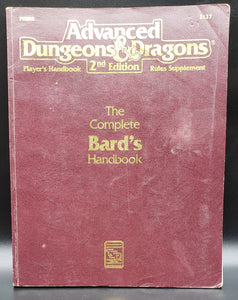 PHBR7 2127
Advanced
Dungeons & Dragons®
2nd Edition
Player's Handbook Rules Supplement
The
Complete
Bard's
Handbook